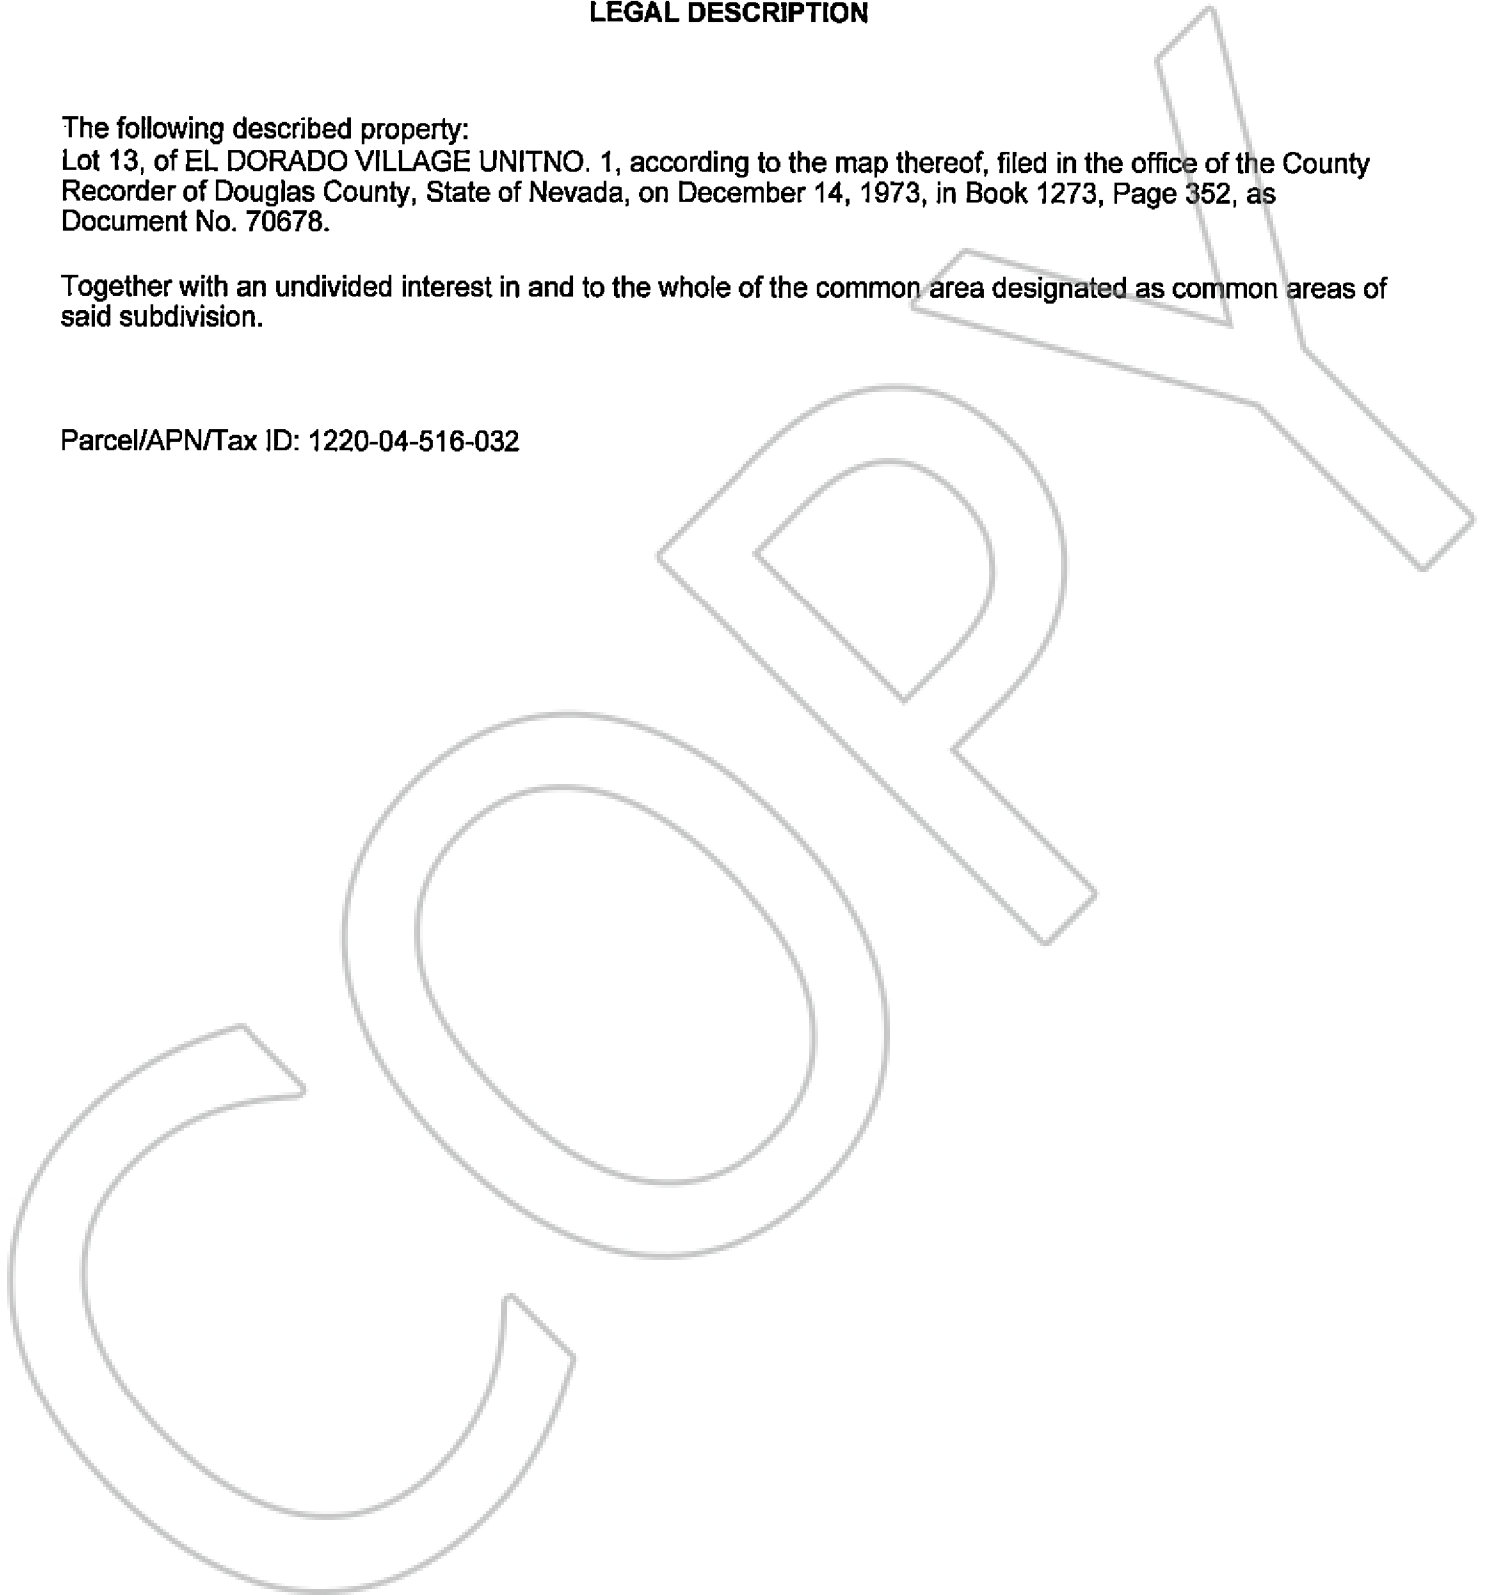 LEGAL DESCRIPTION
The following described property:
Lot 13, of EL DORADO VILLAGE UNITNO. 1, according to the map thereof, filed in the office of the County
Recorder of Douglas County, State of Nevada, on December 14, 1973, in Book 1273, Page 352, as
Document No. 70678.
Together with an undivided interest in and to the whole of the common area designated as common areas of
said subdivision.
Parcel/APN/Tax ID: 1220-04-516-032
COPY